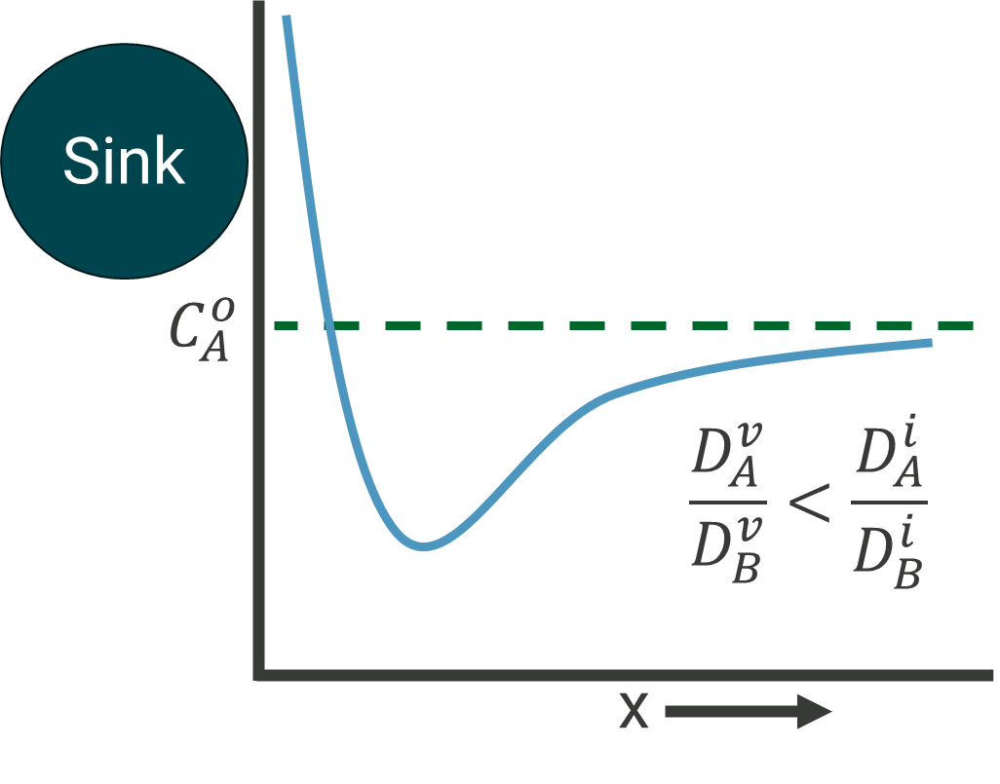 Sink
C_A^o
D_A^v / D_B^v < D_A^i / D_B^i
x